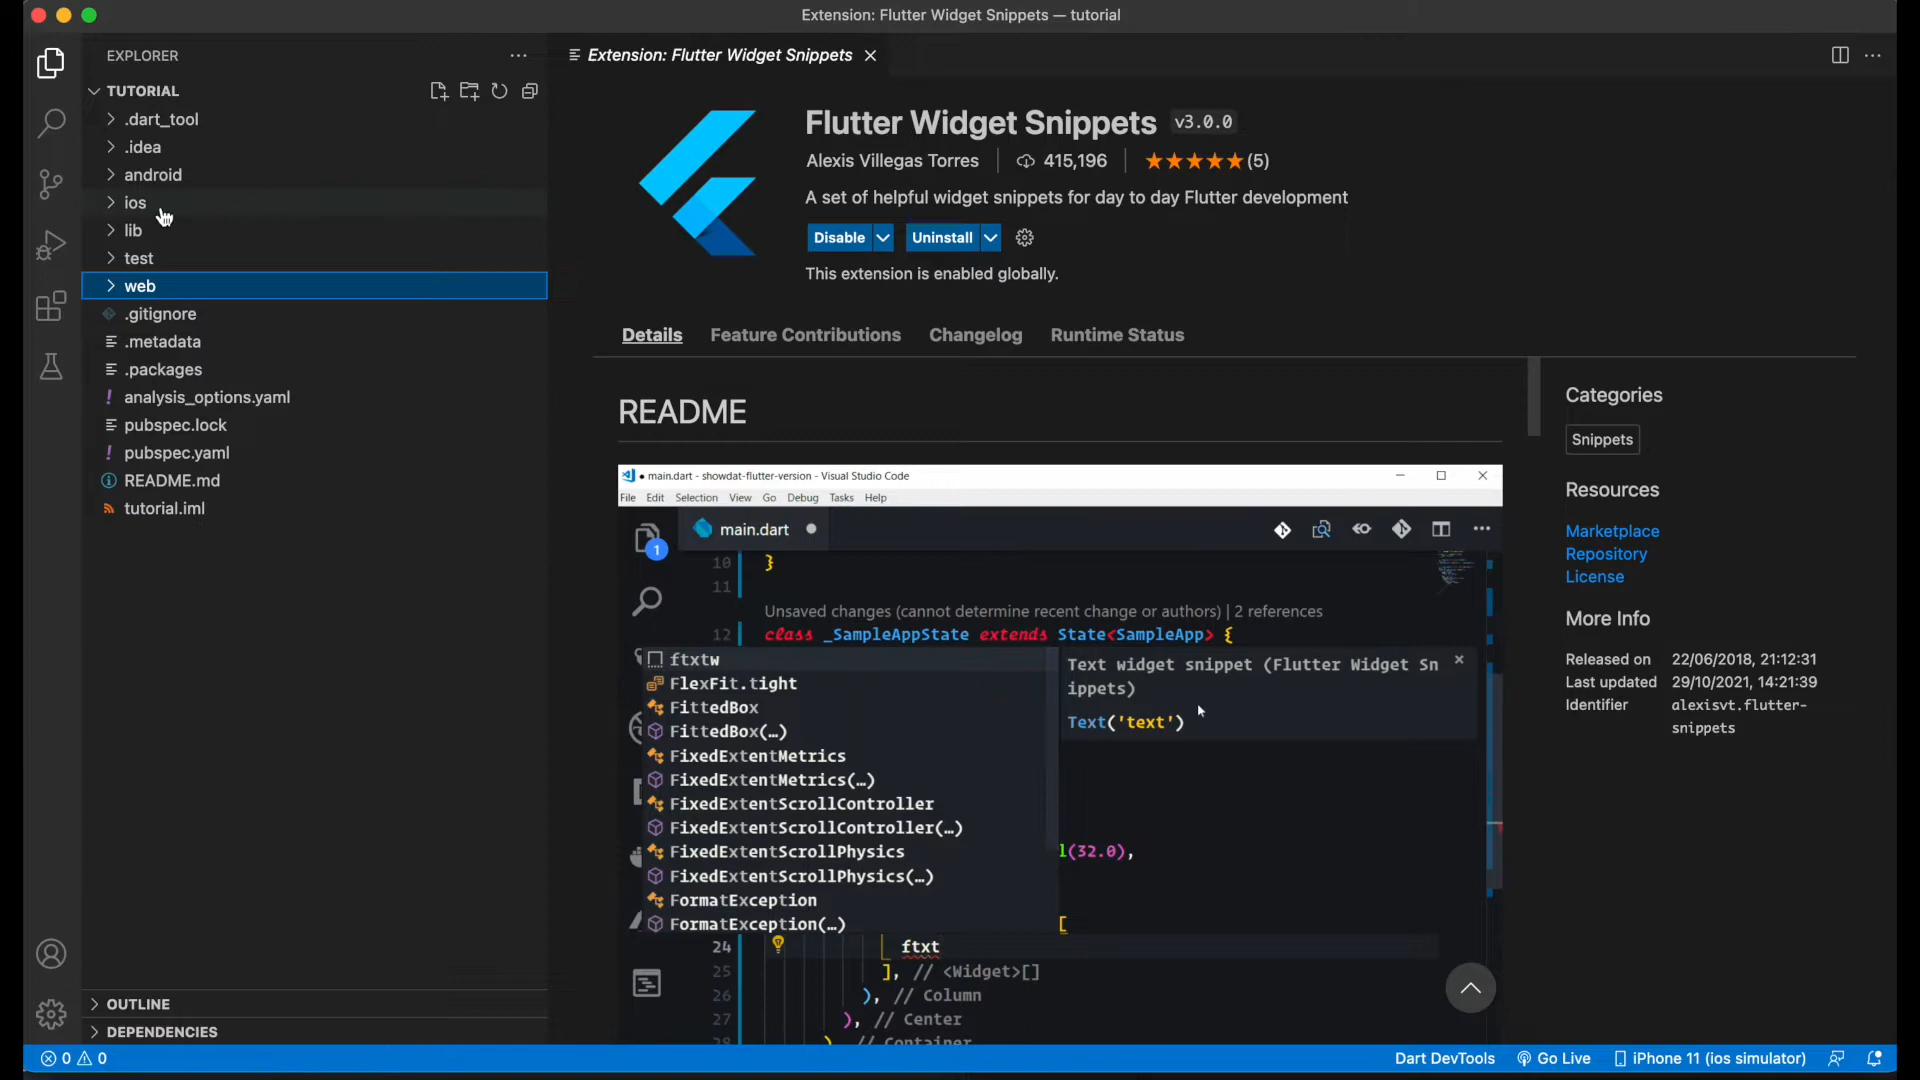 Extension: Flutter Widget Snippets — tutorial
EXPLORER
TUTORIAL
.dart_tool
.idea
android
ios
lib
test
web
.gitignore
.metadata
.packages
analysis_options.yaml
pubspec.lock
pubspec.yaml
README.md
tutorial.iml
OUTLINE
DEPENDENCIES
Extension: Flutter Widget Snippets
Flutter Widget Snippets v3.0.0
Alexis Villegas Torres 415,196 ★★★★★(5)
A set of helpful widget snippets for day to day Flutter development
Disable Uninstall
This extension is enabled globally.
Details Feature Contributions Changelog Runtime Status
README
● main.dart - showdat-flutter-version - Visual Studio Code
File Edit Selection View Go Debug Tasks Help
1
main.dart
10 }
11
Unsaved changes (cannot determine recent change or authors) | 2 references
12 class _SampleAppState extends State<SampleApp> {
ftxtw
FlexFit.tight
FittedBox
FittedBox(…)
FixedExtentMetrics
FixedExtentMetrics(…)
FixedExtentScrollController
FixedExtentScrollController(…)
FixedExtentScrollPhysics
FixedExtentScrollPhysics(…)
FormatException
FormatException(…)
Text widget snippet (Flutter Widget Sn
ippets)
Text('text')
l(32.0),
[
24 ftxt
25 ], // <Widget>[]
26 ), // Column
27 ), // Center
28 ) // Container
Categories
Snippets
Resources
Marketplace
Repository
License
More Info
Released on 22/06/2018, 21:12:31
Last updated 29/10/2021, 14:21:39
Identifier alexisvt.flutter-
snippets
0 0
Dart DevTools Go Live iPhone 11 (ios simulator)